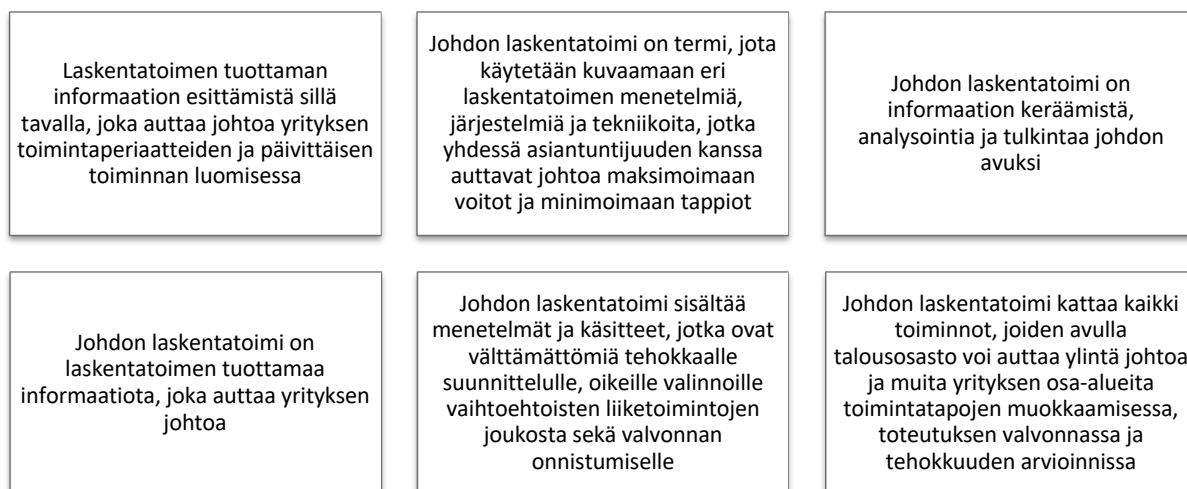 Laskentatoimen tuottaman
informaation esittämistä sillä
tavalla, joka auttaa johtoa yrityksen
toimintaperiaatteiden ja päivittäisen
toiminnan luomisessa
Johdon laskentatoimi on termi, jota
käytetään kuvaamaan eri
laskentatoimen menetelmiä,
järjestelmiä ja tekniikoita, jotka
yhdessä asiantuntijuuden kanssa
auttavat johtoa maksimoimaan
voitot ja minimoimaan tappiot
Johdon laskentatoimi on
informaation keräämistä,
analysointia ja tulkintaa johdon
avuksi
Johdon laskentatoimi on
laskentatoimen tuottamaa
informaatiota, joka auttaa yrityksen
johtoa
Johdon laskentatoimi sisältää
menetelmät ja käsitteet, jotka ovat
välttämättömiä tehokkaalle
suunnittelulle, oikeille valinnoille
vaihtoehtoisten liiketoimintojen
joukosta sekä valvonnan
onnistumiselle
Johdon laskentatoimi kattaa kaikki
toiminnot, joiden avulla
talousosasto voi auttaa ylintä johtoa
ja muita yrityksen osa-alueita
toimintatapojen muokkaamisessa,
toteutuksen valvonnassa ja
tehokkuuden arvioinnissa